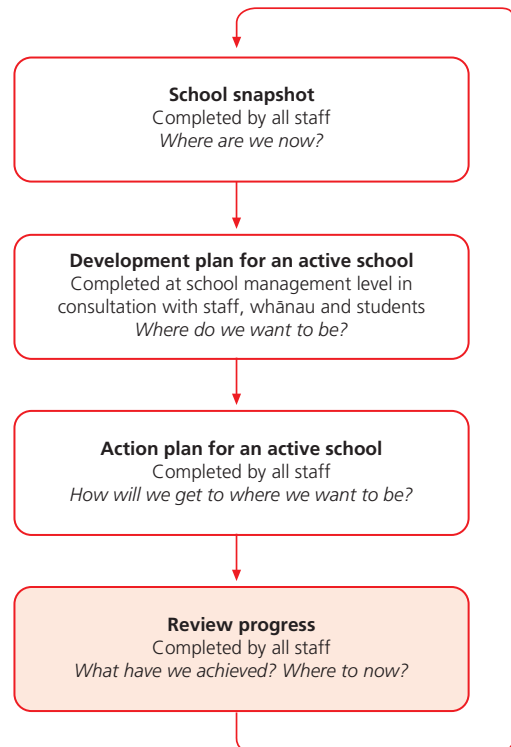 School snapshot
Completed by all staff
Where are we now?
Development plan for an active school
Completed at school management level in
consultation with staff, whānau and students
Where do we want to be?
Action plan for an active school
Completed by all staff
How will we get to where we want to be?
Review progress
Completed by all staff
What have we achieved? Where to now?